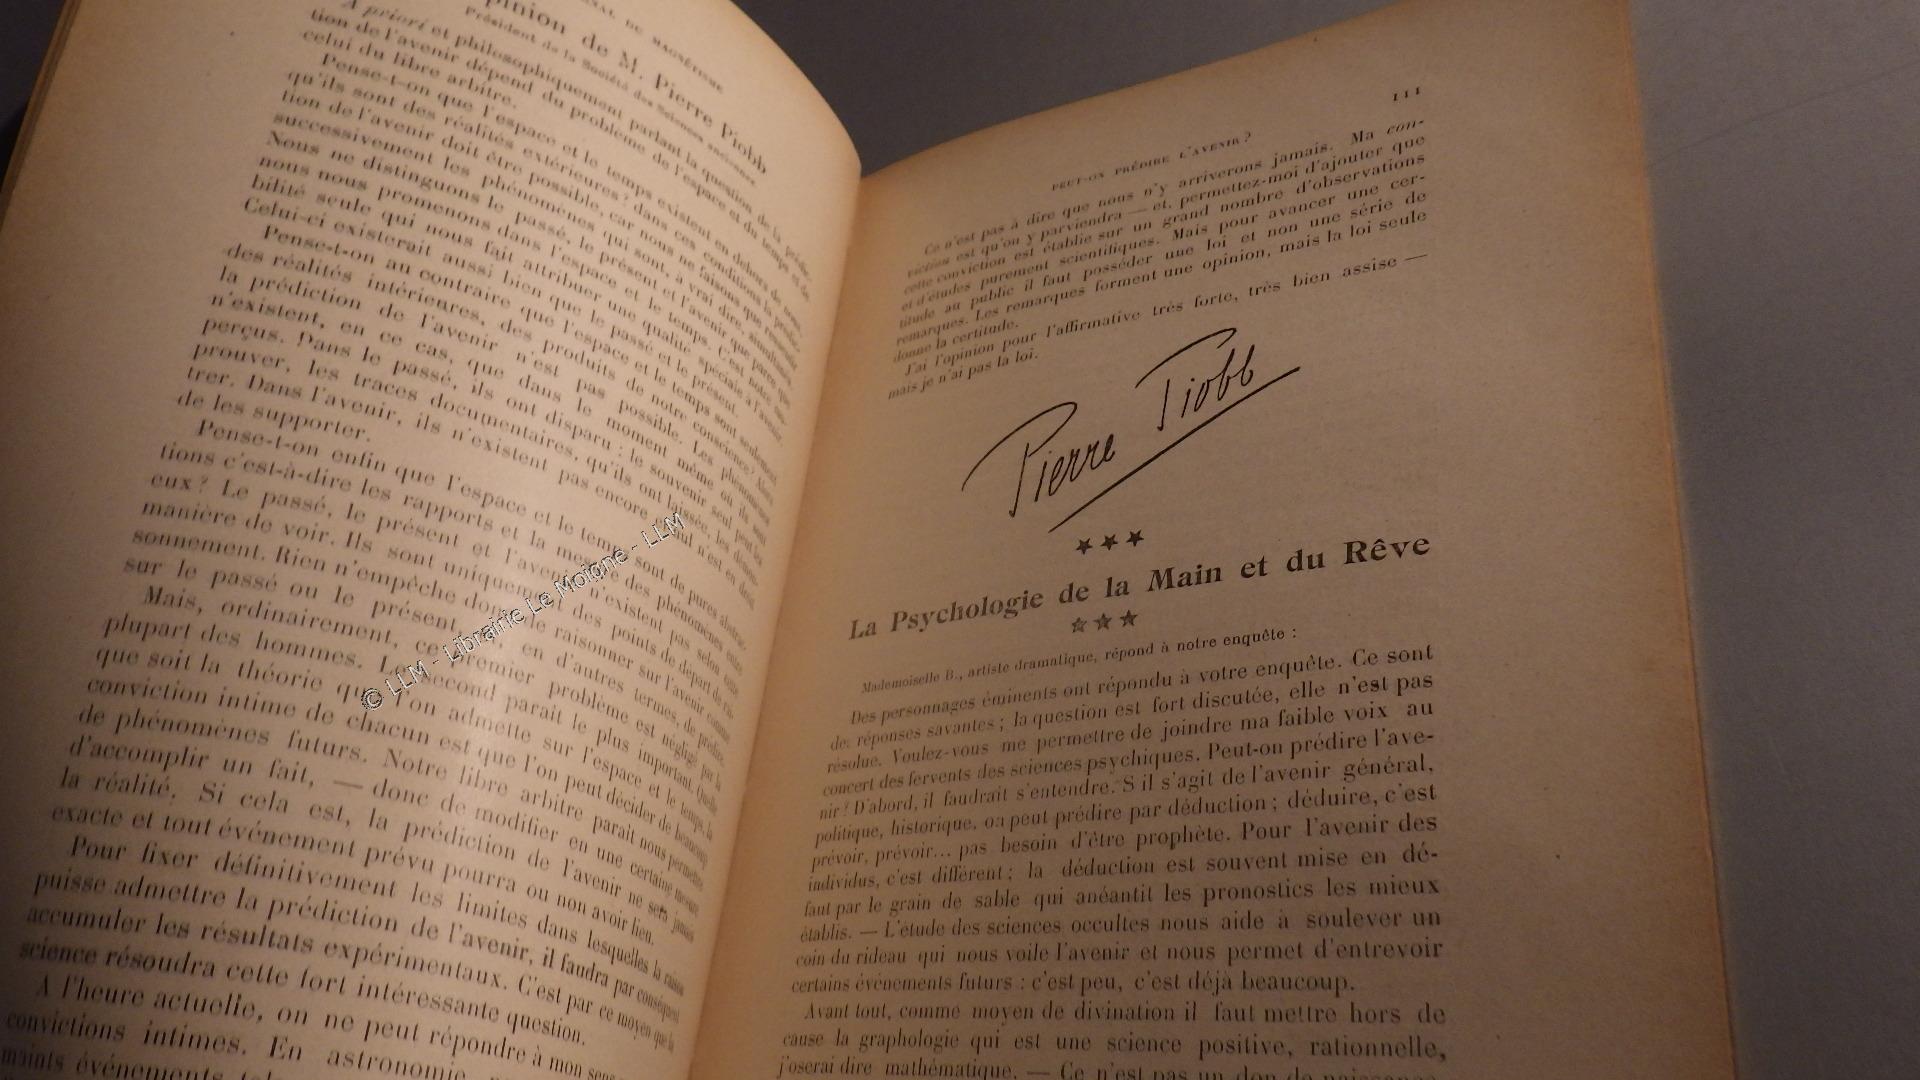 NAL DU MAGNÉTISME
pinion de M. Pierre Piobb
Président de la Société des Sciences anciennes
A priori et philosophiquement parlant la question de la prédic-
tion de l'avenir dépend du problème de l'espace et du temps et de
celui du libre arbitre.
Pense-t-on que l'espace et le temps existent en dehors de nous,
qu'ils sont des réalités extérieures? dans ces conditions la prédic-
tion de l'avenir doit être possible, car nous ne faisons que
successivement les phénomènes qui sont, à vrai dire, simultanés.
Nous ne distinguons le passé, le présent et l'avenir que parce que
nous nous promenons dans l'espace et le temps. C'est notre
bilité seule qui nous fait attribuer une qualité spéciale à l'avenir.
Celui-ci existerait aussi bien que le passé et le présent.
Pense-t-on au contraire que l'espace et le temps sont seulement
des réalités intérieures, des produits de notre conscience? Alors
la prédiction de l'avenir n'est pas possible. Les phénomènes
n'existent, en ce cas, que dans le moment même où ils sont
perçus. Dans le passé, ils ont disparu : le souvenir seul peut les
prouver, les traces documentaires, qu'ils ont laissée, les démon-
trer. Dans l'avenir, ils n'existent pas encore et nul n'est en droit
de les supporter.
Pense-t-on enfin que l'espace et le temps sont de pures abstrac-
tions c'est-à-dire les rapports et la mesure des phénomènes entre
eux? Le passé, le présent et l'avenir n'existent pas selon cette
manière de voir. Ils sont uniquement des points de départ de rai-
sonnement. Rien n'empêche donc de raisonner sur l'avenir comme
sur le passé ou le présent, en d'autres termes, de prédire.
Mais, ordinairement, ce premier problème est négligé par la
plupart des hommes. Le second paraît le plus important. Quelle
que soit la théorie que l'on admette sur l'espace et le temps, la
conviction intime de chacun est que l'on peut décider de beaucoup
de phénomènes futurs. Notre libre arbitre paraît nous permettre
d'accomplir un fait, — donc de modifier en une certaine mesure
la réalité. Si cela est, la prédiction de l'avenir ne sera jamais
exacte et tout événement prévu pourra ou non avoir lieu.
Pour fixer définitivement les limites dans lesquelles la raison
puisse admettre la prédiction de l'avenir, il faudra par conséquent
accumuler les résultats expérimentaux. C'est par ce moyen que la
science résoudra cette fort intéressante question.
A l'heure actuelle, on ne peut répondre à mon sens
convictions intimes. En astronomie
maints événements
© LLM - Librairie Le Moigne - LLM
PEUT-ON PRÉDIRE L'AVENIR ?
111
Ce n'est pas à dire que nous n'y arriverons jamais. Ma con-
viction est qu'on y parviendra — et, permettez-moi d'ajouter que
cette conviction est établie sur un grand nombre d'observations
et d'études purement scientifiques. Mais pour avancer une cer-
titude au public il faut posséder une loi et non une série de
remarques. Les remarques forment une opinion, mais la loi seule
donne la certitude.
J'ai l'opinion pour l'affirmative très forte, très bien assise —
mais je n'ai pas la loi.
Pierre Piobb
La Psychologie de la Main et du Rêve
Mademoiselle B., artiste dramatique, répond à notre enquête :
Des personnages éminents ont répondu à votre enquête. Ce sont
de: réponses savantes ; la question est fort discutée, elle n'est pas
résolue. Voulez-vous me permettre de joindre ma faible voix au
concert des fervents des sciences psychiques. Peut-on prédire l'ave-
nir? D'abord, il faudrait s'entendre. S il s'agit de l'avenir général,
politique, historique, on peut prédire par déduction ; déduire, c'est
prévoir, prévoir... pas besoin d'être prophète. Pour l'avenir des
individus, c'est différent ; la déduction est souvent mise en dé-
faut par le grain de sable qui anéantit les pronostics les mieux
établis. — L'étude des sciences occultes nous aide à soulever un
coin du rideau qui nous voile l'avenir et nous permet d'entrevoir
certains événements futurs : c'est peu, c'est déjà beaucoup.
Avant tout, comme moyen de divination il faut mettre hors de
cause la graphologie qui est une science positive, rationnelle,
j'oserai dire mathématique. — Ce n'est pas un don de naissance